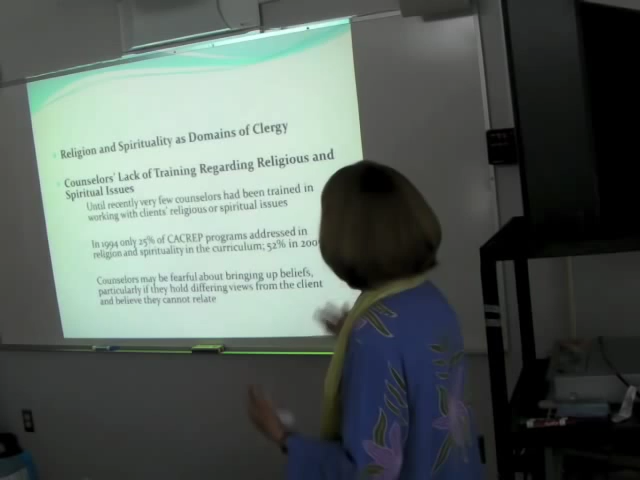 Religion and Spirituality as Domains of Clergy
Counselors' Lack of Training Regarding Religious and
Spiritual Issues
Until recently very few counselors had been trained in
working with clients' religious or spiritual issues
In 1994 only 25% of CACREP programs addressed in
religion and spirituality in the curriculum; 52% in
Counselors may be fearful about bringing up beliefs,
particularly if they hold differing views from the client
and believe they cannot relate